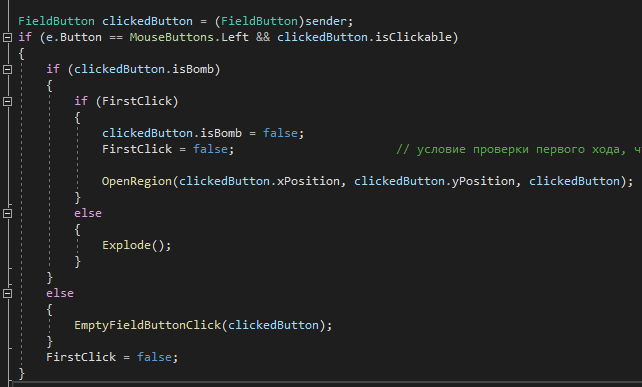 FieldButton clickedButton = (FieldButton)sender;
if (e.Button == MouseButtons.Left && clickedButton.isClickable)
{
if (clickedButton.isBomb)
{
if (FirstClick)
{
clickedButton.isBomb = false;
FirstClick = false; // условие проверки первого хода,
OpenRegion(clickedButton.xPosition, clickedButton.yPosition, clickedButton);
}
else
{
Explode();
}
}
else
{
EmptyFieldButtonClick(clickedButton);
}
FirstClick = false;
}